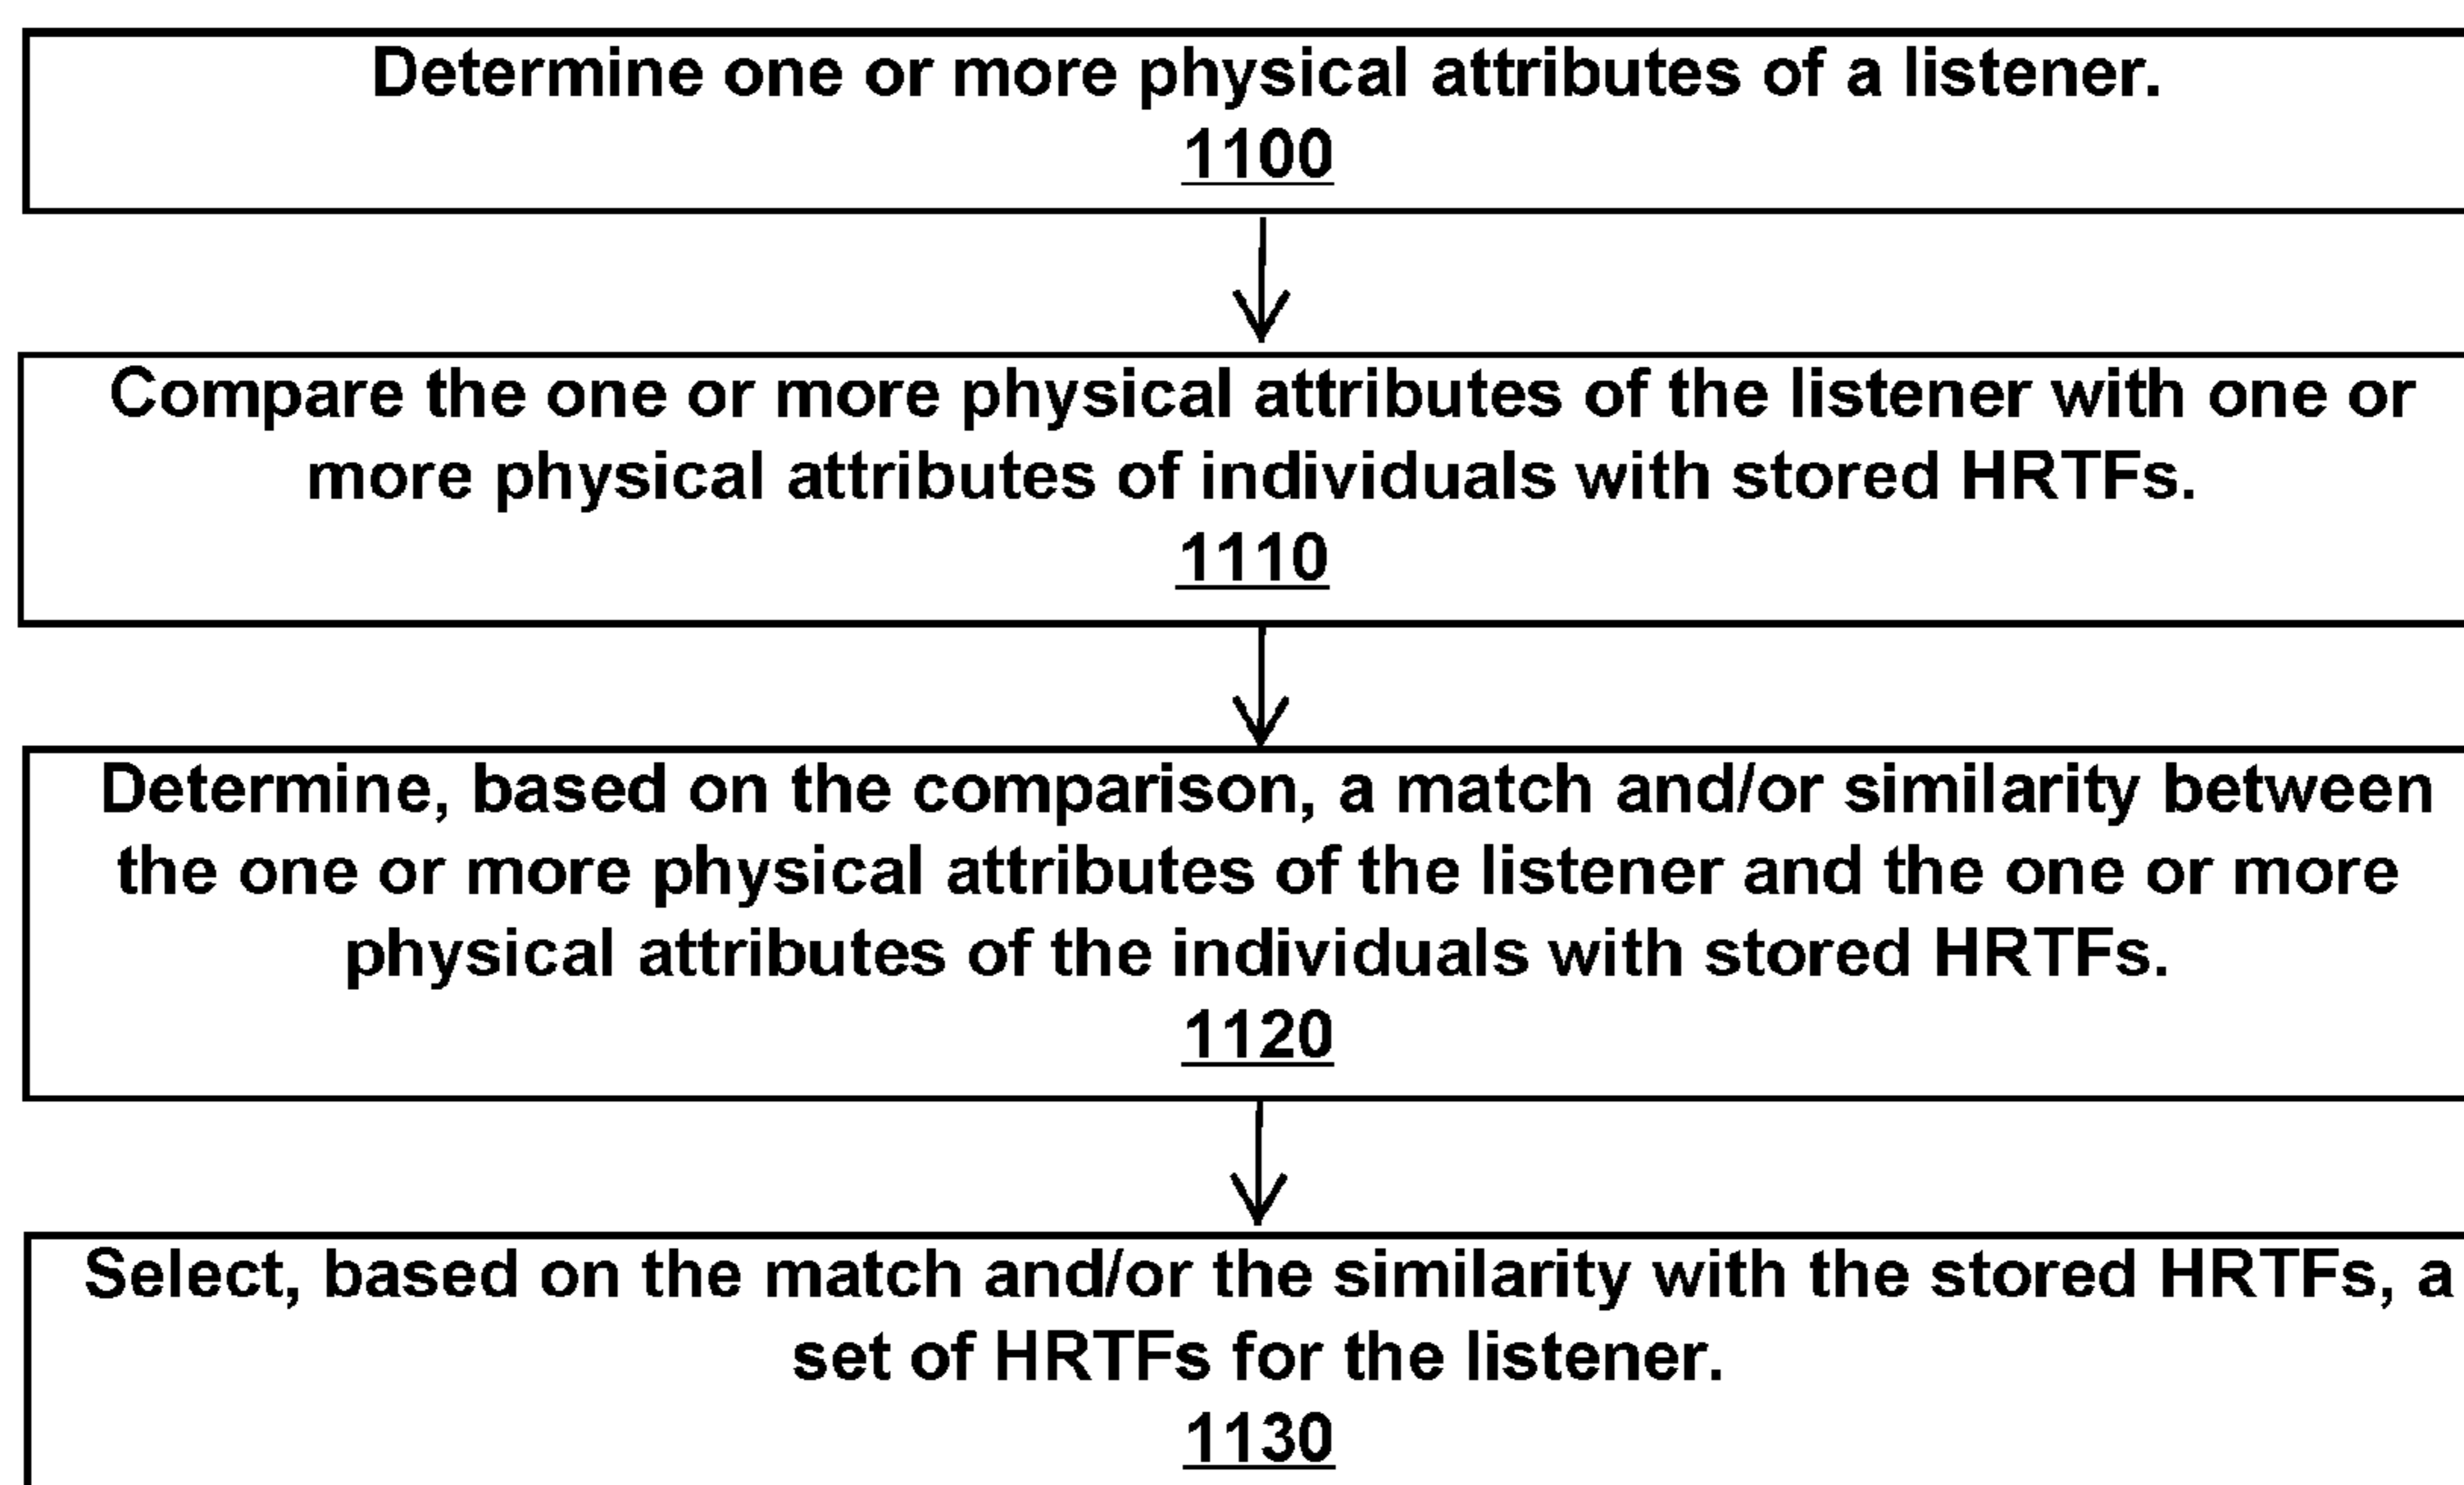 Determine one or more physical attributes of a listener.
1100
Compare the one or more physical attributes of the listener with one or
more physical attributes of individuals with stored HRTFs.
1110
Determine, based on the comparison, a match and/or similarity between
the one or more physical attributes of the listener and the one or more
physical attributes of the individuals with stored HRTFs.
1120
Select, based on the match and/or the similarity with the stored HRTFs, a
set of HRTFs for the listener.
1130